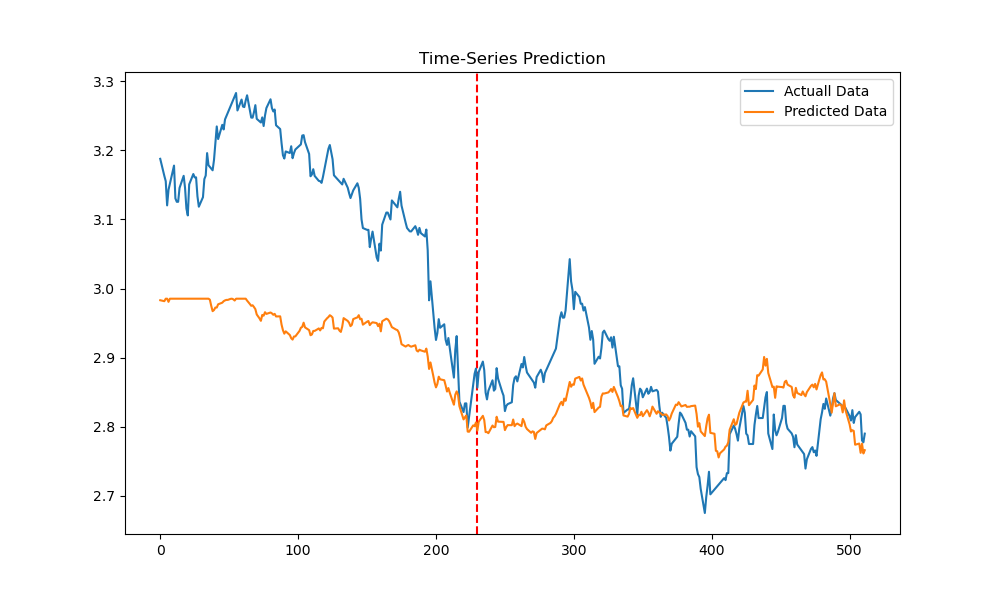 Time-Series Prediction
Actuall Data
Predicted Data
3.3
3.2
3.1
3.0
2.9
2.8
2.7
0 100 200 300 400 500